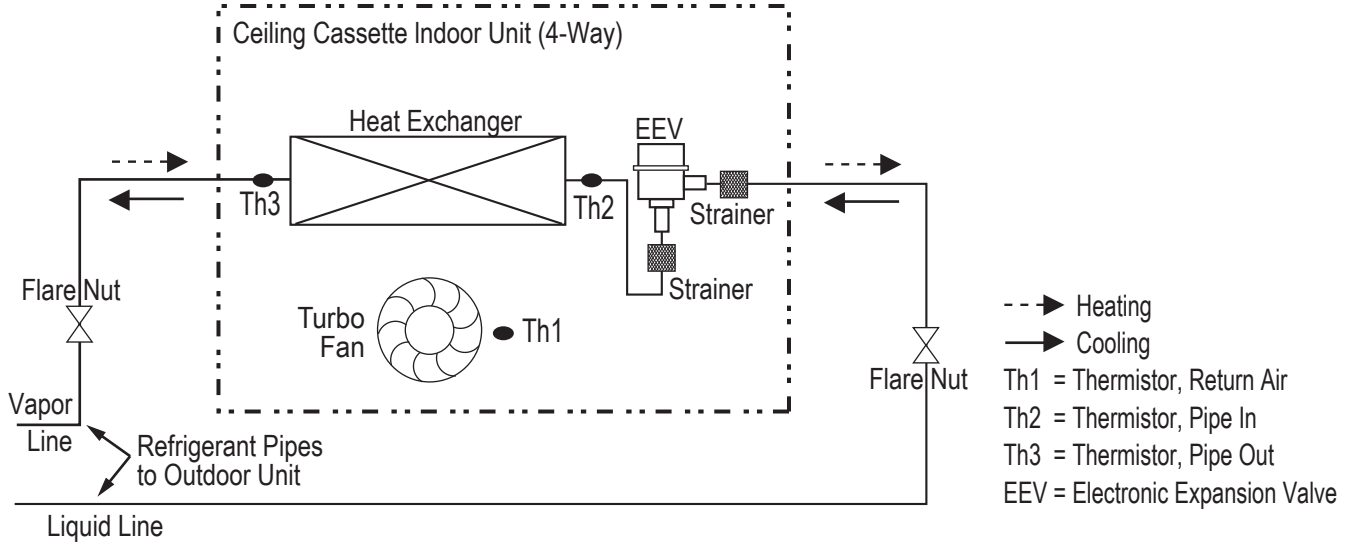 Ceiling Cassette Indoor Unit (4-Way)
Heat Exchanger
EEV
Th3
Th2
Strainer
Strainer
Flare Nut
Turbo
Fan
Th1
Flare Nut
Vapor
Line
Refrigerant Pipes
to Outdoor Unit
Liquid Line
Heating
Cooling
Th1 = Thermistor, Return Air
Th2 = Thermistor, Pipe In
Th3 = Thermistor, Pipe Out
EEV = Electronic Expansion Valve